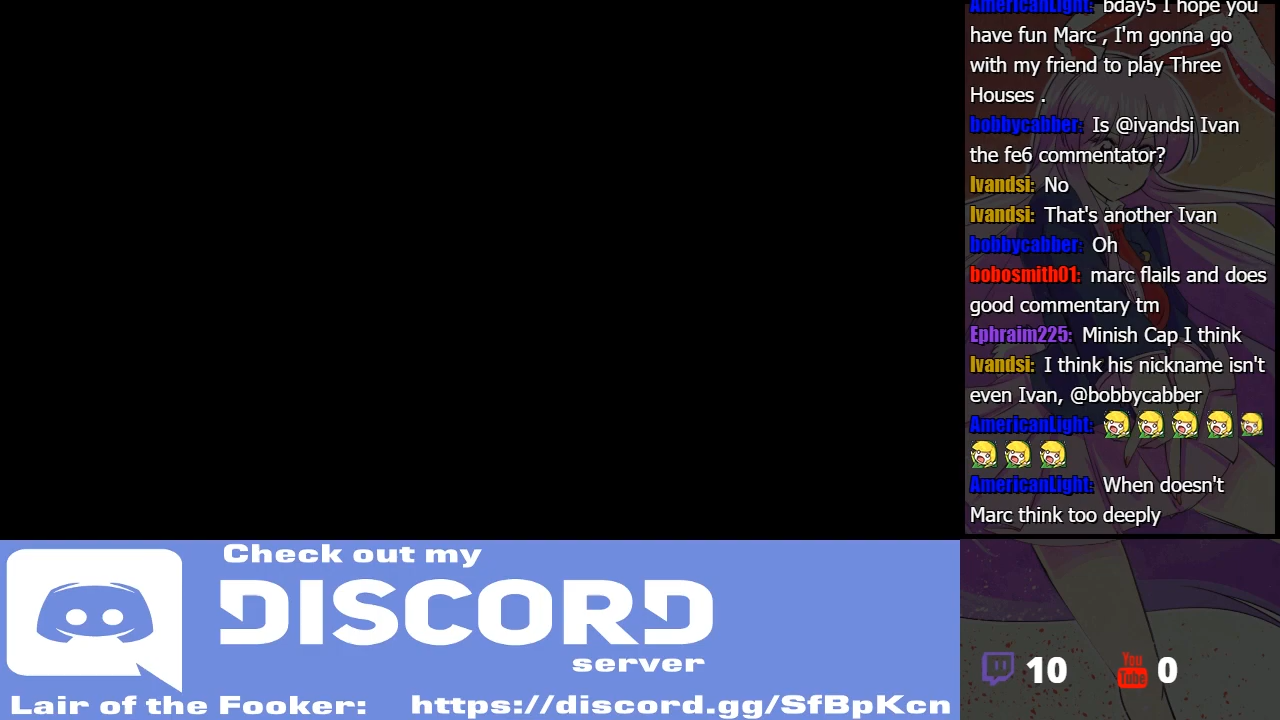 AmericanLight: bday5 I hope you
have fun Marc , I'm gonna go
with my friend to play Three
Houses .
bobbycabber: Is @ivandsi Ivan
the fe6 commentator?
Ivandsi: No
Ivandsi: That's another Ivan
bobbycabber: Oh
bobosmith01: marc flails and does
good commentary tm
Ephraim225: Minish Cap I think
Ivandsi: I think his nickname isn't
even Ivan, @bobbycabber
AmericanLight:
AmericanLight: When doesn't
Marc think too deeply
Check out my
DISCORD
server
Lair of the Fooker: https://discord.gg/SfBpKcn
10
You
Tube
0